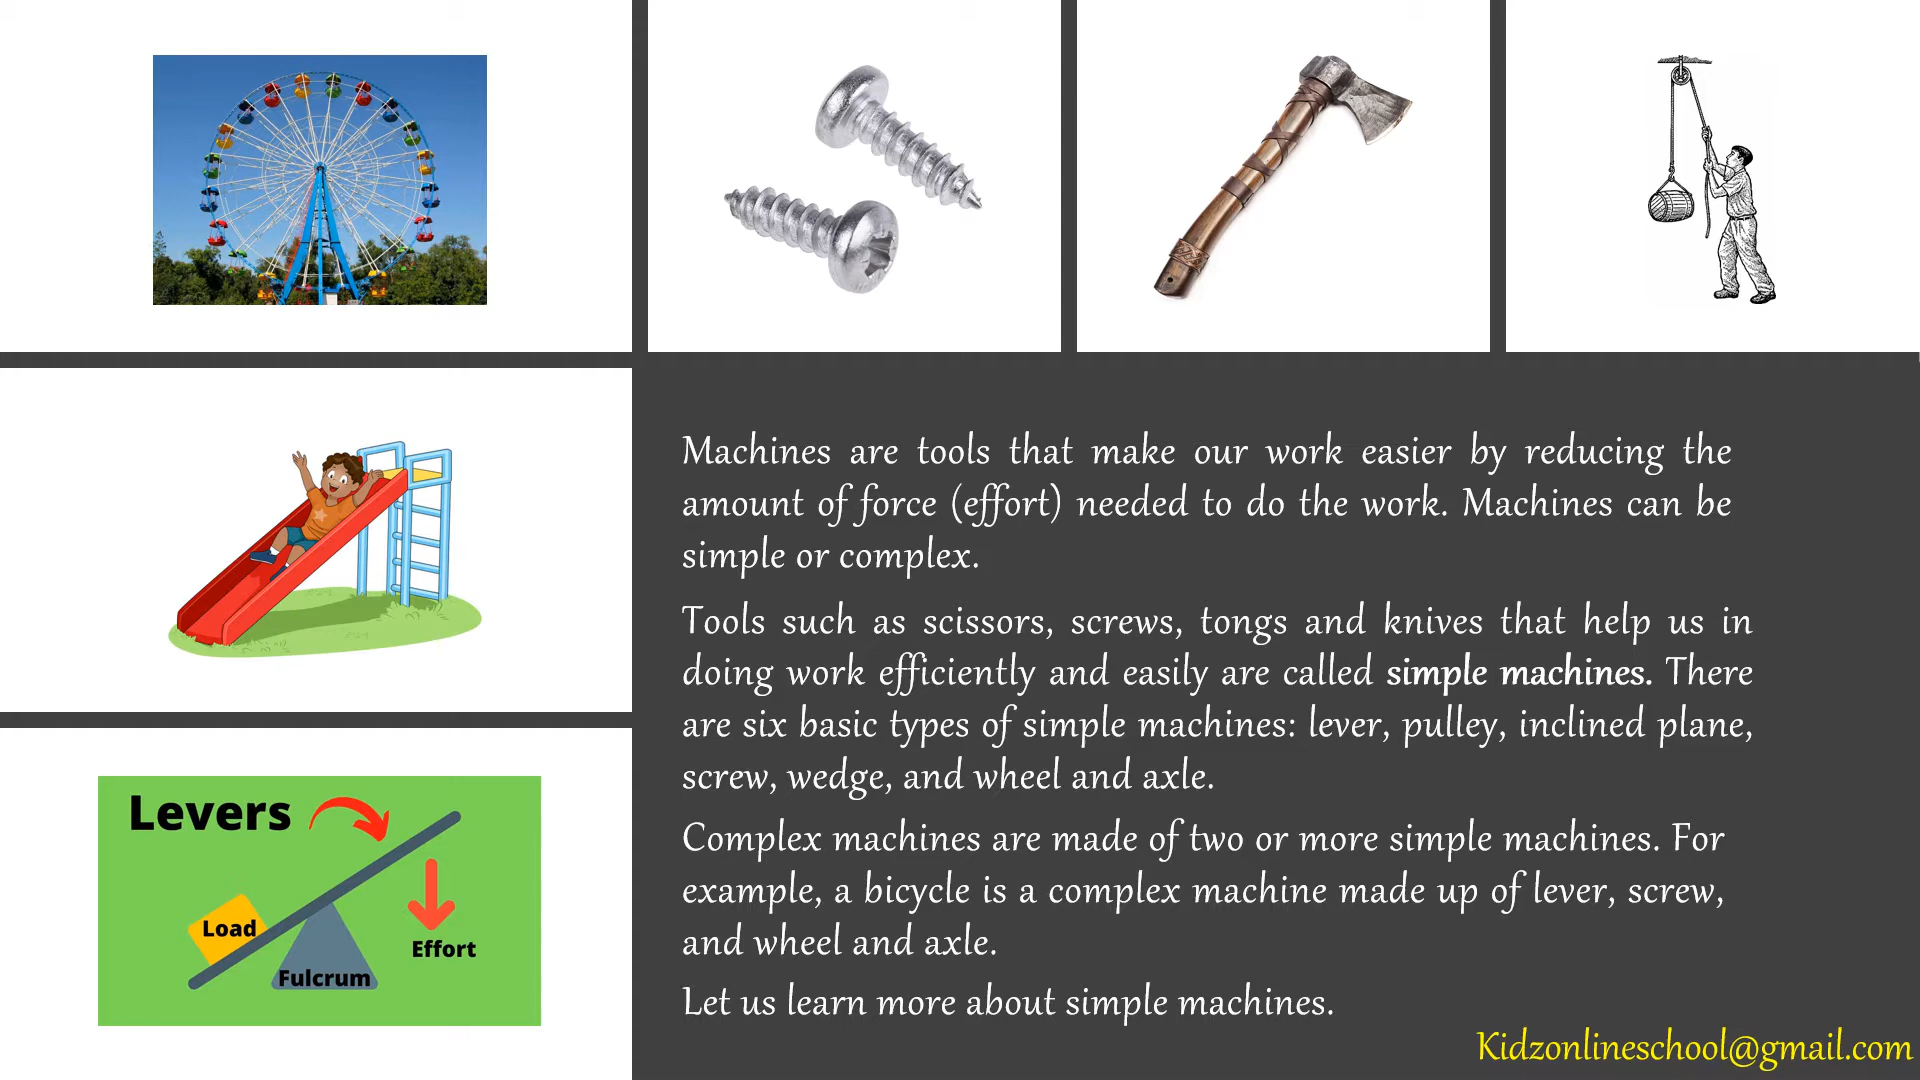 Machines are tools that make our work easier by reducing the
amount of force (effort) needed to do the work. Machines can be
simple or complex.
Tools such as scissors, screws, tongs and knives that help us in
doing work efficiently and easily are called simple machines. There
are six basic types of simple machines: lever, pulley, inclined plane,
screw, wedge, and wheel and axle.
Levers
Load
Effort
Fulcrum
Complex machines are made of two or more simple machines. For
example, a bicycle is a complex machine made up of lever, screw,
and wheel and axle.
Let us learn more about simple machines.
Kidzonlineschool@gmail.com